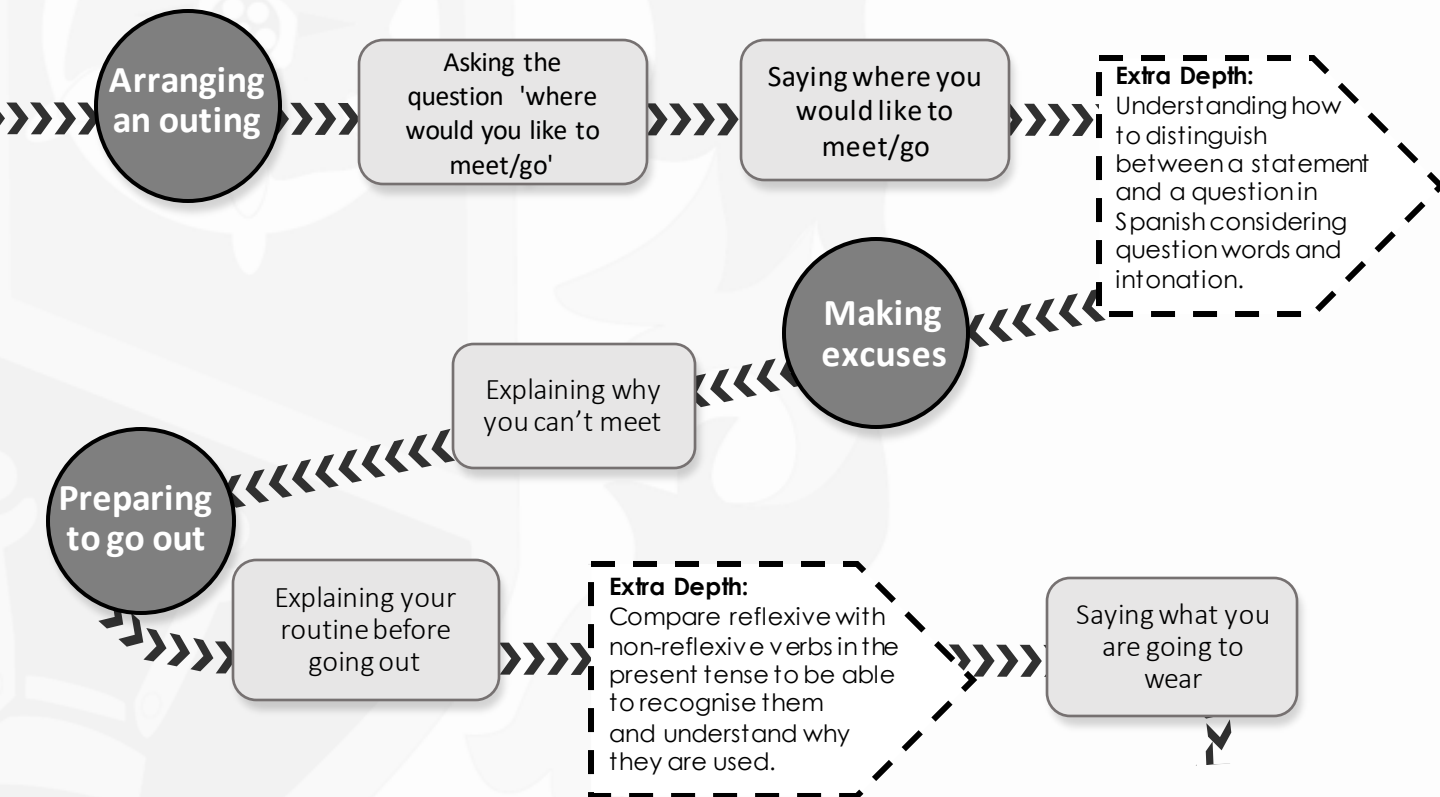 Arranging
an outing
Asking the
question 'where
would you like to
meet/go'
Saying where you
would like to
meet/go
Extra Depth:
Understanding how
to distinguish
between a statement
and a question in
Spanish considering
question words and
intonation.
Making
excuses
Explaining why
you can’t meet
Preparing
to go out
Explaining your
routine before
going out
Extra Depth:
Compare reflexive with
non-reflexive verbs in the
present tense to be able
to recognise them
and understand why
they are used.
Saying what you
are going to
wear